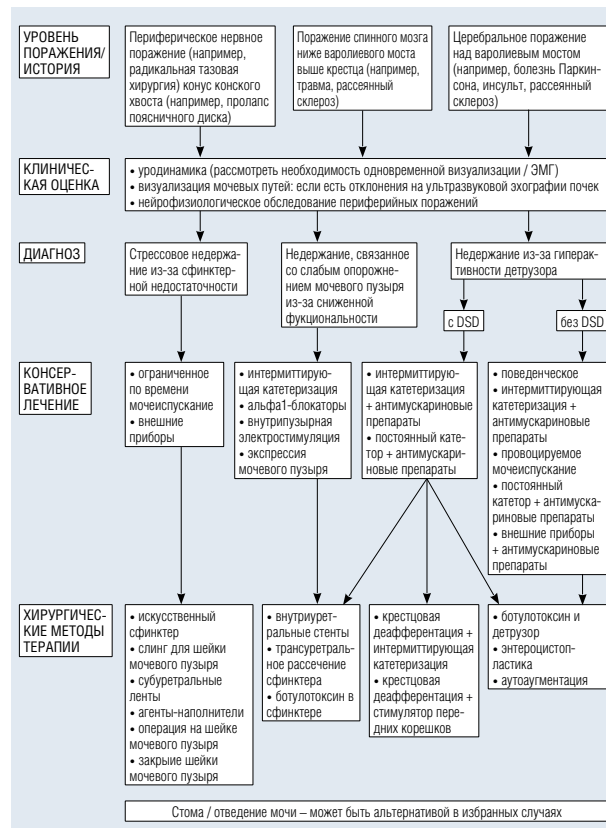 УРОВЕНЬ
ПОРАЖЕНИЯ/
ИСТОРИЯ
Периферическое нервное
поражение (например,
радикальная тазовая
хирургия) конус конского
хвоста (например, пролапс
поясничного диска)
Поражение спинного мозга
ниже варолиевого моста
выше крестца (например,
травма, рассеянный
склероз)
Церебральное поражение
над варолиевым мостом
(например, болезнь Паркин-
сона, инсульт, рассеянный
склероз)
КЛИНИЧЕС-
КАЯ ОЦЕНКА
• уродинамика (рассмотреть необходимость одновременной визуализации / ЭМГ)
• визуализация мочевых путей: если есть отклонения на ультразвуковой эхографии почек
• нейрофизиологическое обследование периферийных поражений
ДИАГНОЗ
Стрессовое недержа-
ние из-за сфинктер-
ной недостаточности
Недержание, связанное
со слабым опорожне-
нием мочевого пузыря
из-за сниженной
фукциональности
Недержание из-за гиперак-
тивности детрузора
с DSD
без DSD
КОНСЕР-
ВАТИВНОЕ
ЛЕЧЕНИЕ
• ограниченное
по времени
мочеиспускание
• внешние
приборы
• интермиттирую-
щая катетеризация
• альфа1-блокаторы
• внутрипузырная
электростимуляция
• экспрессия
мочевого пузыря
• интермиттирую-
щая катетеризация
+ антимускариновые
препараты
• постоянный кате-
тор + антимускари-
новые препараты
• поведенческое
• интермиттирующая
катетеризация +
антимускариновые
препараты
• провоцируемое
мочеиспускание
• постоянный
катетор + антимуска-
риновые препараты
• внешние приборы
+ антимускариновые
препараты
ХИРУРГИЧЕС-
КИЕ МЕТОДЫ
ТЕРАПИИ
• искусственный
сфинктер
• слинг для шейки
мочевого пузыря
• субуретральные
ленты
• агенты-наполнители
• операция на шейке
мочевого пузыря
• закрыие шейки
мочевого пузыря
• внутриурет-
ральные стенты
• трансуретраль-
ное рассечение
сфинктера
• ботулотоксин в
сфинктере
• крестцовая
деафферентация +
интермиттирующая
катетеризация
• крестцовая
деафферентация +
стимулятор перед-
них корешков
• ботулотоксин и
детрузор
• энтероцистоп-
ластика
• аутоаугментация
Стома / отведение мочи – может быть альтернативой в избранных случаях